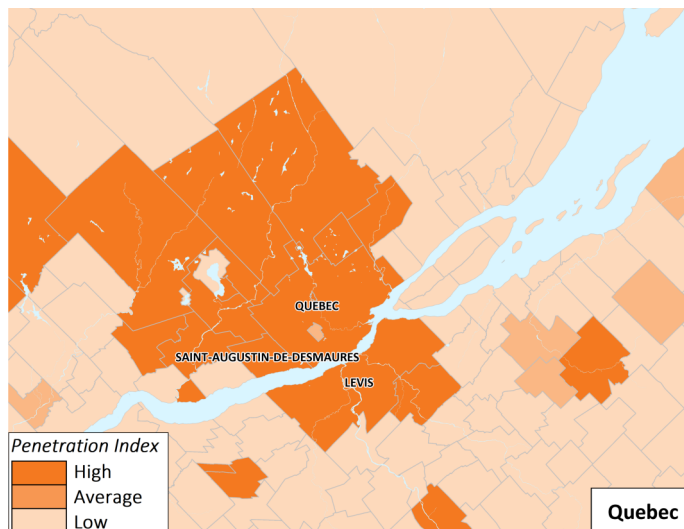 QUEBEC
SAINT-AUGUSTIN-DE-DESMAURES
LEVIS
Penetration Index
High
Average
Low
Quebec